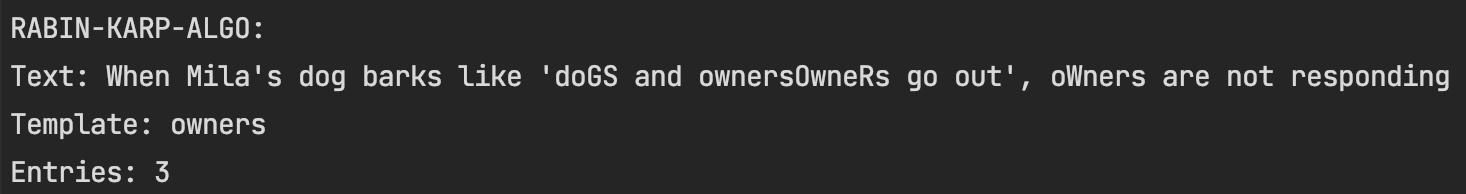 RABIN-KARP-ALGO:
Text: When Mila's dog barks like 'doGS and ownersOwneRs go out', oWners are not responding
Template: owners
Entries: 3